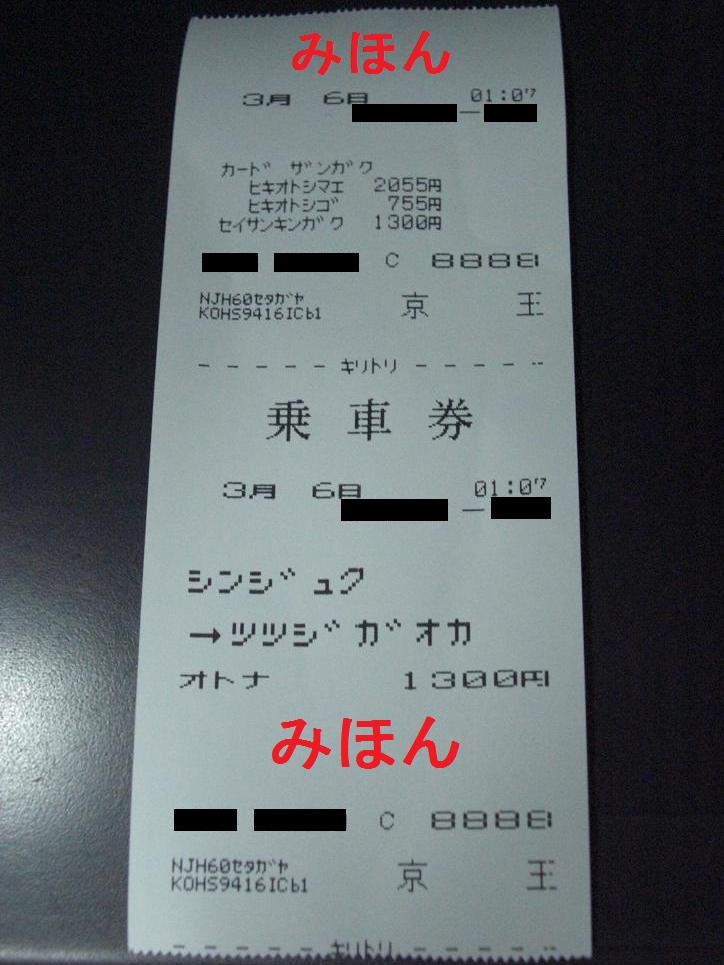 みほん
3月 6日 01:07
—
カード ザンガク
ヒキオトシマエ 2055円
ヒキオトシゴ 755円
セイサンキンガク 1300円
C 8888
NJH60セタガヤ
KOHS9416ICb1 京 王
- - - - - キリトリ - - - - -
乗 車 券
3月 6日 01:07
—
シンジュク
→ツツジガオカ
オトナ 1300円
みほん
C 8888
NJH60セタガヤ
KOHS9416ICb1 京 王
- - - - - キリトリ - - - - -